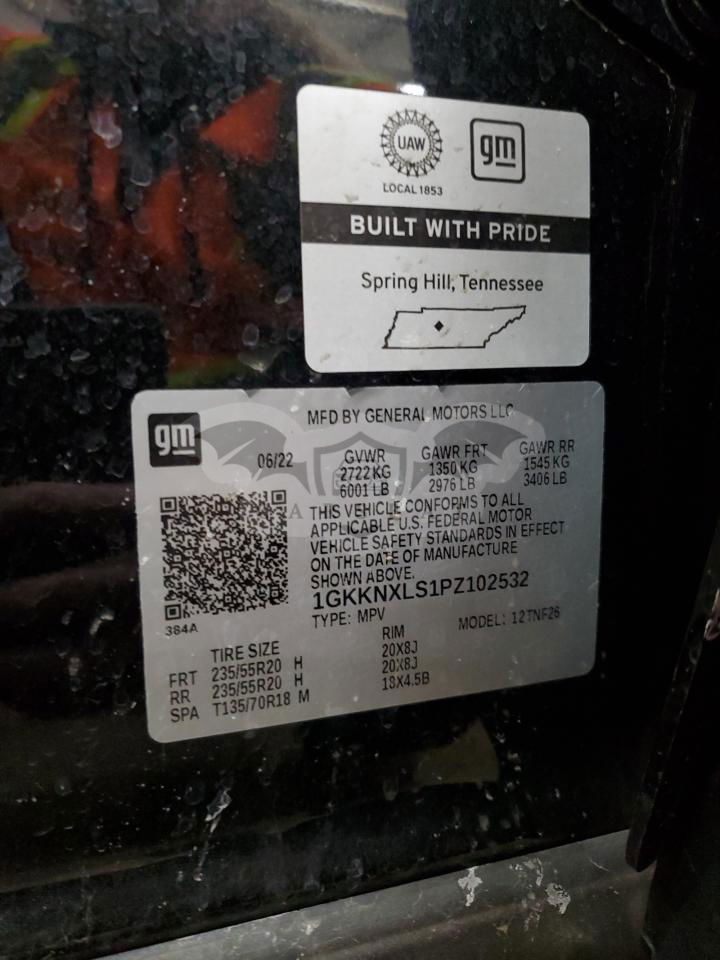 UAW
gm
LOCAL 1853
BUILT WITH PRIDE
Spring Hill, Tennessee
gm
MFD BY GENERAL MOTORS LLC
06/22
GVWR
GAWR FRT
GAWR RR
2722 KG
1350 KG
1545 KG
6001 LB
2976 LB
3406 LB
THIS VEHICLE CONFORMS TO ALL
APPLICABLE U.S. FEDERAL MOTOR
VEHICLE SAFETY STANDARDS IN EFFECT
ON THE DATE OF MANUFACTURE
SHOWN ABOVE.
1GKKNXLS1PZ102532
TYPE: MPV
MODEL: 12TNF26
384A
TIRE SIZE
RIM
FRT 235/55R20 H
20X8J
RR 235/55R20 H
20X8J
SPA T135/70R18 M
18X4.5B